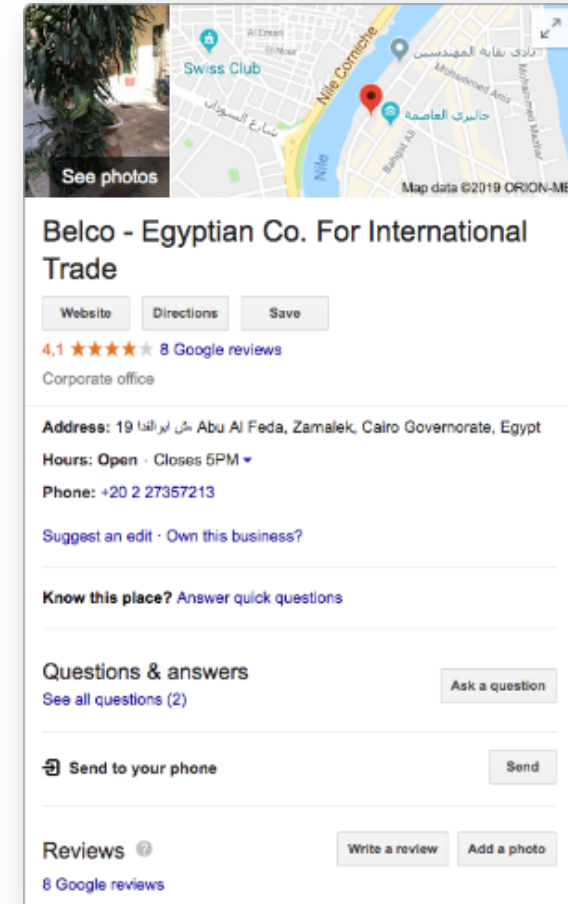 Al Eman
El Nour
Swiss Club
شارع السودان
Nile Corniche
Nile
نادي نقابة المهندسين
Mohammed Anis
Mohammed Mazhar
جاليري العاصمة
Bahgat Ali
See photos
Map data ©2019 ORION-ME
Belco - Egyptian Co. For International
Trade
Website Directions Save
4,1 8 Google reviews
Corporate office
Address: 19 ش ابو الفدا، Abu Al Feda, Zamalek, Cairo Governorate, Egypt
Hours: Open · Closes 5PM
Phone: +20 2 27357213
Suggest an edit · Own this business?
Know this place? Answer quick questions
Questions & answers
See all questions (2)
Ask a question
Send to your phone
Send
Reviews ?
Write a review Add a photo
8 Google reviews